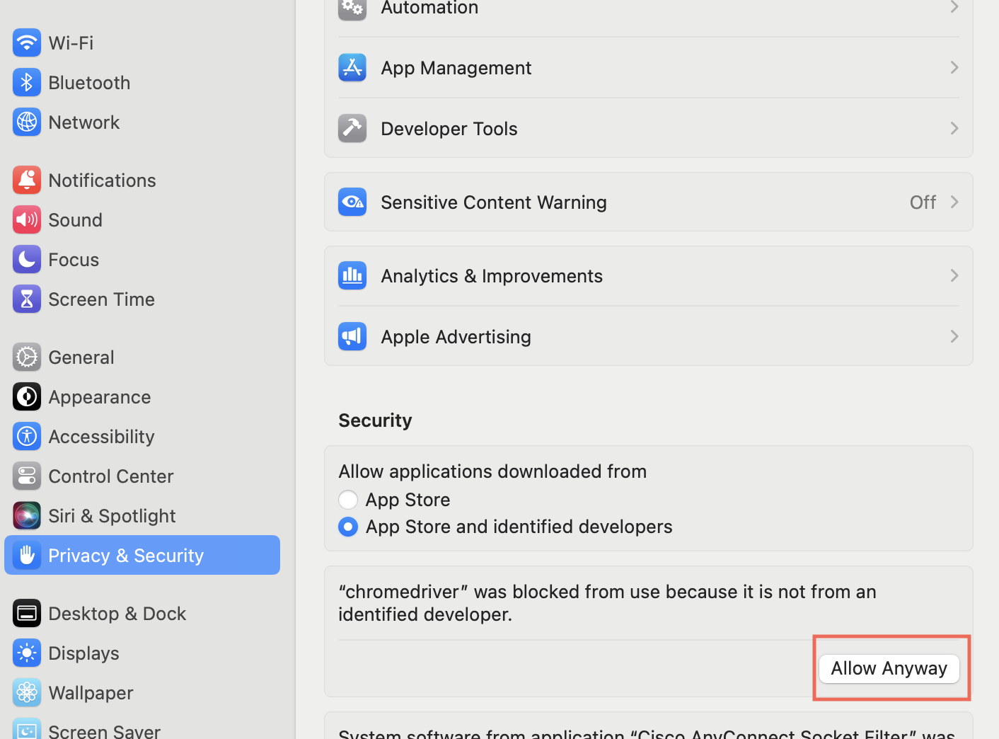 Wi-Fi
Bluetooth
Network
Notifications
Sound
Focus
Screen Time
General
Appearance
Accessibility
Control Center
Siri & Spotlight
Privacy & Security
Desktop & Dock
Displays
Wallpaper
Screen Saver
Automation
App Management
Developer Tools
Sensitive Content Warning Off
Analytics & Improvements
Apple Advertising
Security
Allow applications downloaded from
App Store
App Store and identified developers
“chromedriver” was blocked from use because it is not from an
identified developer.
Allow Anyway
System software from application “Cisco AnyConnect Socket Filter” was